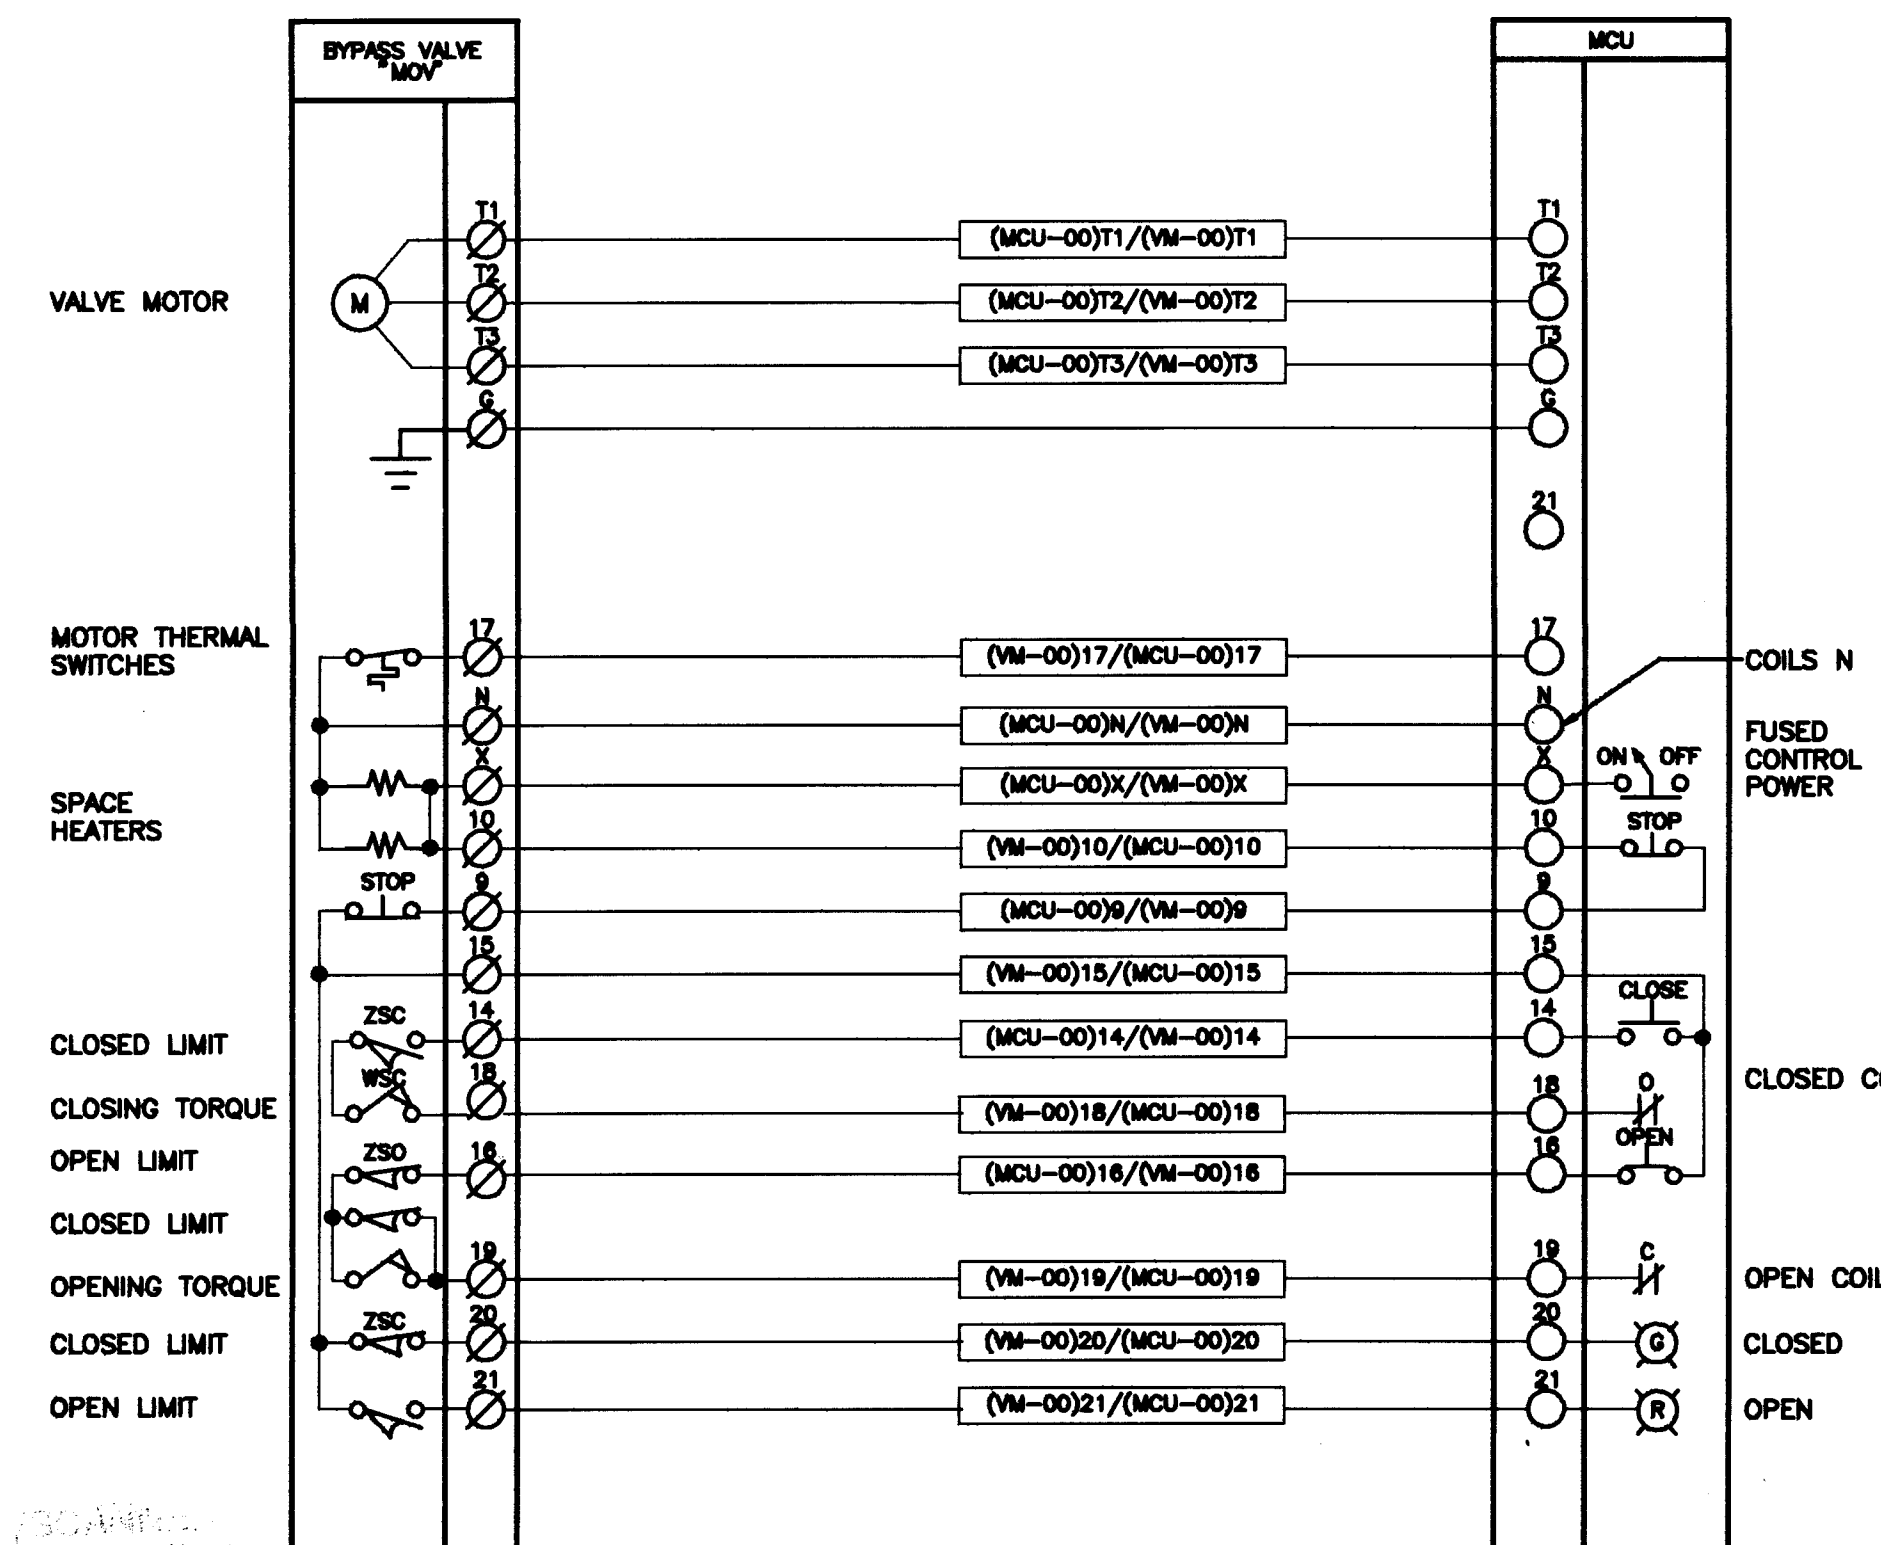 BYPASS VALVE
"MOV"
MCU
T1
T1
(MCU-00)T1/(VM-00)T1
VALVE MOTOR
M
T2
(MCU-00)T2/(VM-00)T2
T2
T3
(MCU-00)T3/(VM-00)T3
T3
G
G
21
MOTOR THERMAL
SWITCHES
17
(VM-00)17/(MCU-00)17
17
COILS N
N
(MCU-00)N/(VM-00)N
N
FUSED
CONTROL
POWER
X
(MCU-00)X/(VM-00)X
X
ON OFF
SPACE
HEATERS
10
(VM-00)10/(MCU-00)10
10
STOP
STOP
9
(MCU-00)9/(VM-00)9
9
15
(VM-00)15/(MCU-00)15
15
CLOSED LIMIT
ZSC
14
(MCU-00)14/(VM-00)14
14
CLOSE
CLOSING TORQUE
WSC
18
(VM-00)18/(MCU-00)18
18
O
CLOSED
OPEN LIMIT
ZSO
16
(MCU-00)16/(VM-00)16
16
OPEN
CLOSED LIMIT
OPENING TORQUE
19
(VM-00)19/(MCU-00)19
19
C
OPEN COIL
CLOSED LIMIT
ZSC
20
(VM-00)20/(MCU-00)20
20
G
CLOSED
OPEN LIMIT
21
(VM-00)21/(MCU-00)21
21
R
OPEN